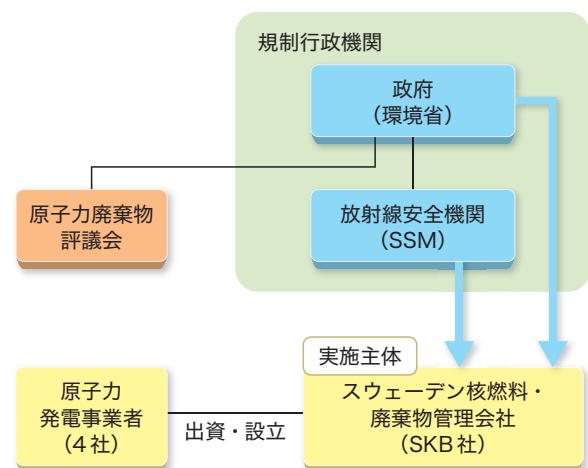 規制行政機関
政府
（環境省）
原子力廃棄物
評議会
放射線安全機関
（SSM）
実施主体
原子力
発電事業者
（4社）
出資・設立
スウェーデン核燃料・
廃棄物管理会社
（SKB社）